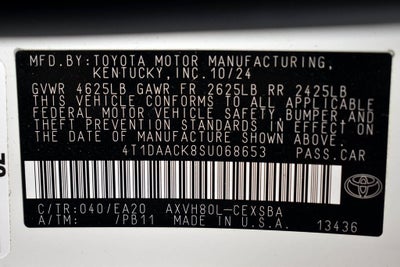 MFD.BY:TOYOTA MOTOR MANUFACTURING,
KENTUCKY,INC.10/24
GVWR 4625LB GAWR FR 2625LB RR 2425LB
THIS VEHICLE CONFORMS TO ALL APPLICABLE
FEDERAL MOTOR VEHICLE SAFETY, BUMPER, AND
THEFT PREVENTION STANDARDS IN EFFECT ON
THE DATE OF MANUFACTURE SHOWN ABOVE.
4T1DAACK8SU068653 PASS.CAR
C/TR:040/EA20 AXVH80L-CEXSBA
A/TM: /PB11 MADE IN U.S.A. 13436
TOYOTA